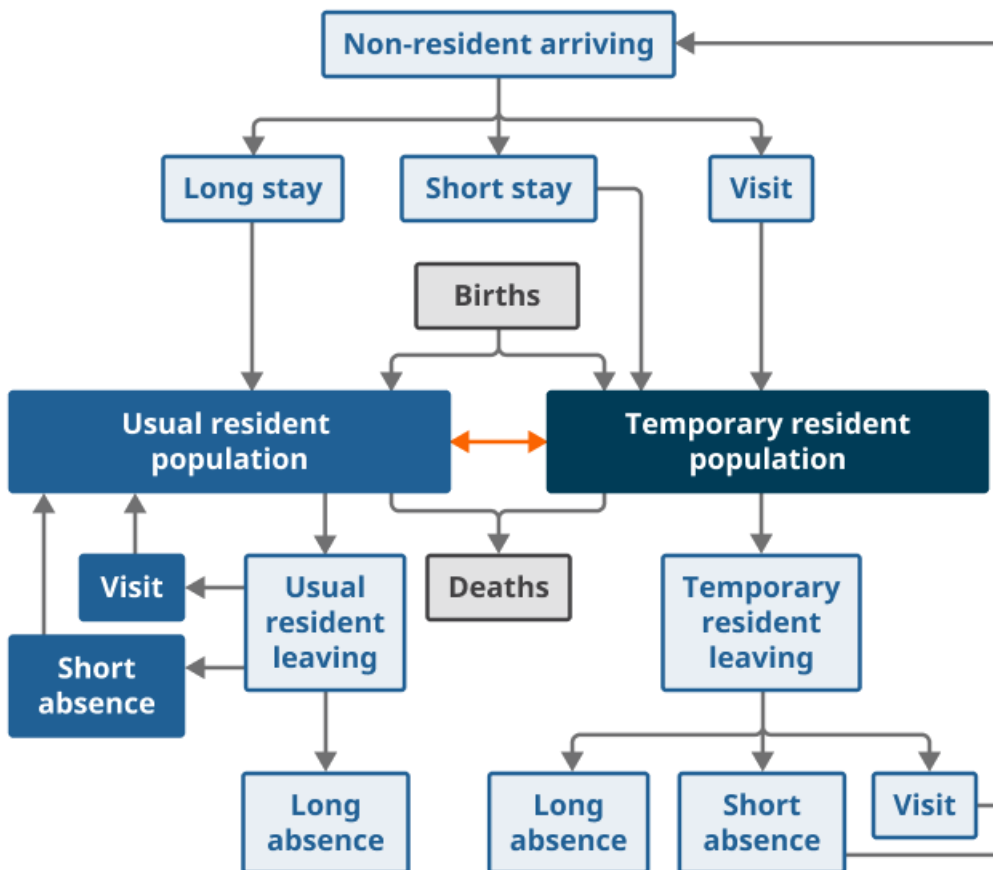 Non-resident arriving
Long stay
Short stay
Visit
Births
Usual resident
population
Temporary resident
population
Visit
Usual
resident
leaving
Deaths
Temporary
resident
leaving
Short
absence
Long
absence
Long
absence
Short
absence
Visit